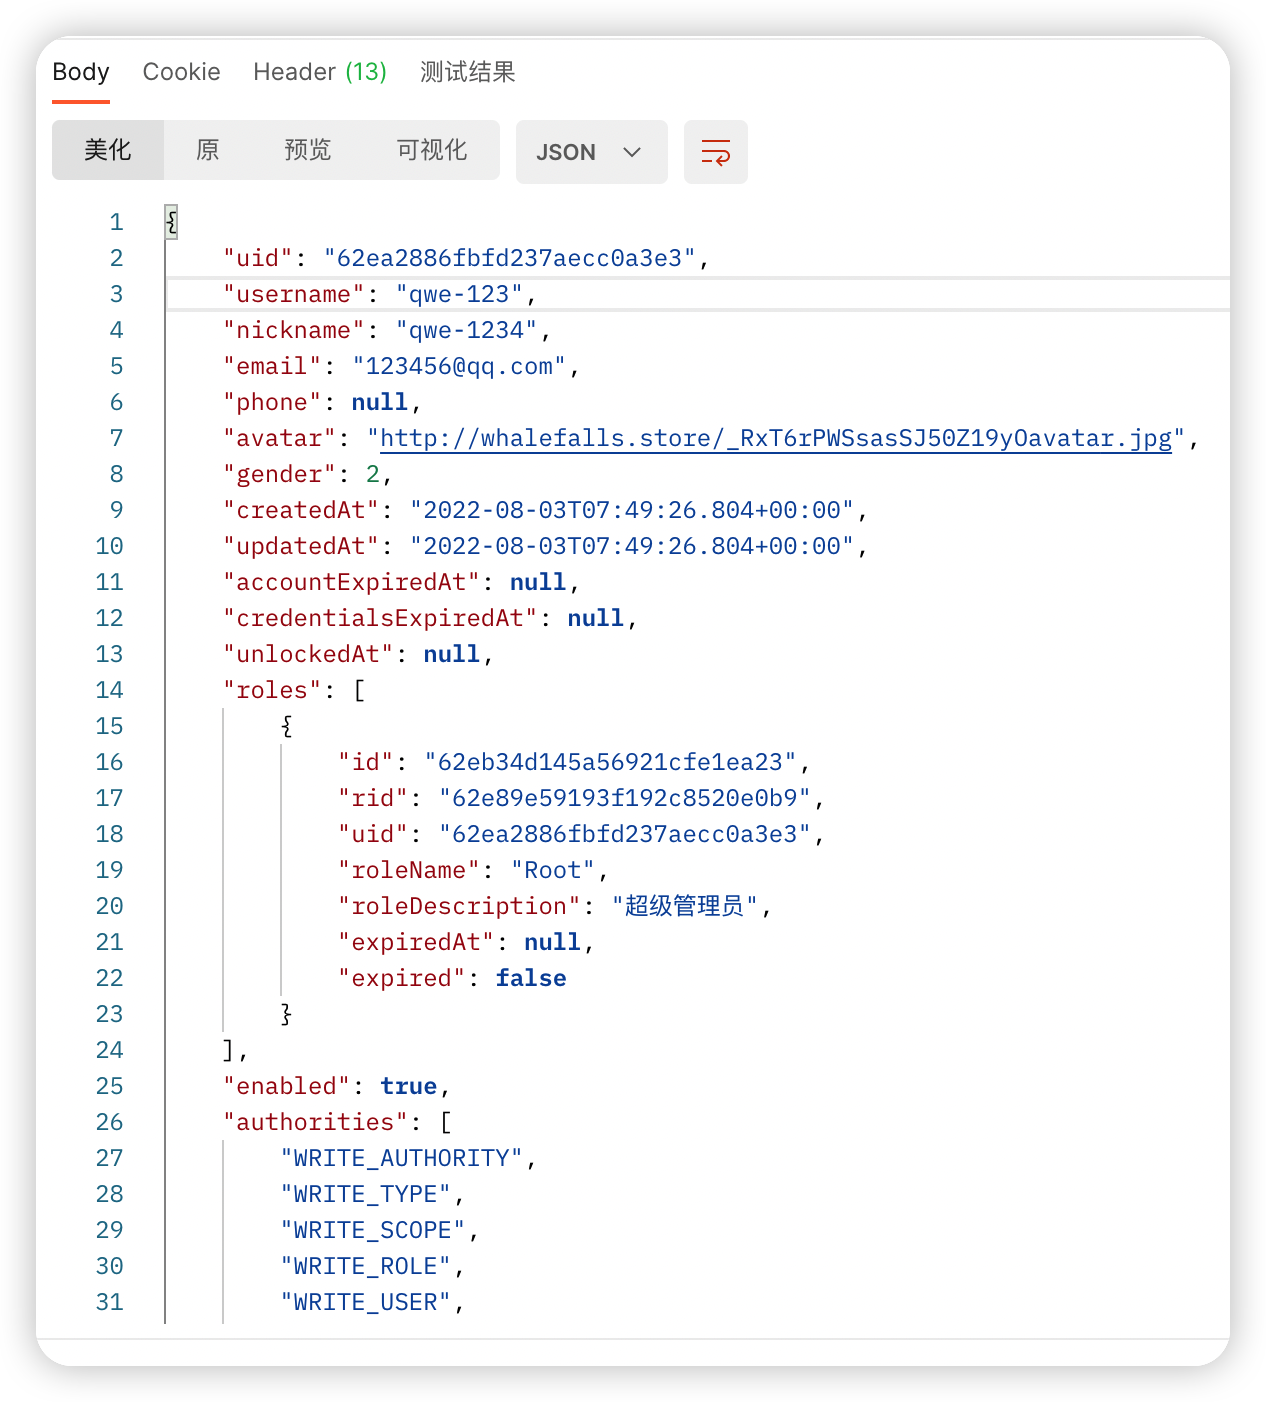 Body Cookie Header (13) 测试结果
美化 原 预览 可视化 JSON
1 {
2 "uid": "62ea2886fbfd237aecc0a3e3",
3 "username": "qwe-123",
4 "nickname": "qwe-1234",
5 "email": "123456@qq.com",
6 "phone": null,
7 "avatar": "http://whalefalls.store/_RxT6rPWSsasSJ50Z19yOavatar.jpg",
8 "gender": 2,
9 "createdAt": "2022-08-03T07:49:26.804+00:00",
10 "updatedAt": "2022-08-03T07:49:26.804+00:00",
11 "accountExpiredAt": null,
12 "credentialsExpiredAt": null,
13 "unlockedAt": null,
14 "roles": [
15 {
16 "id": "62eb34d145a56921cfe1ea23",
17 "rid": "62e89e59193f192c8520e0b9",
18 "uid": "62ea2886fbfd237aecc0a3e3",
19 "roleName": "Root",
20 "roleDescription": "超级管理员",
21 "expiredAt": null,
22 "expired": false
23 }
24 ],
25 "enabled": true,
26 "authorities": [
27 "WRITE_AUTHORITY",
28 "WRITE_TYPE",
29 "WRITE_SCOPE",
30 "WRITE_ROLE",
31 "WRITE_USER",